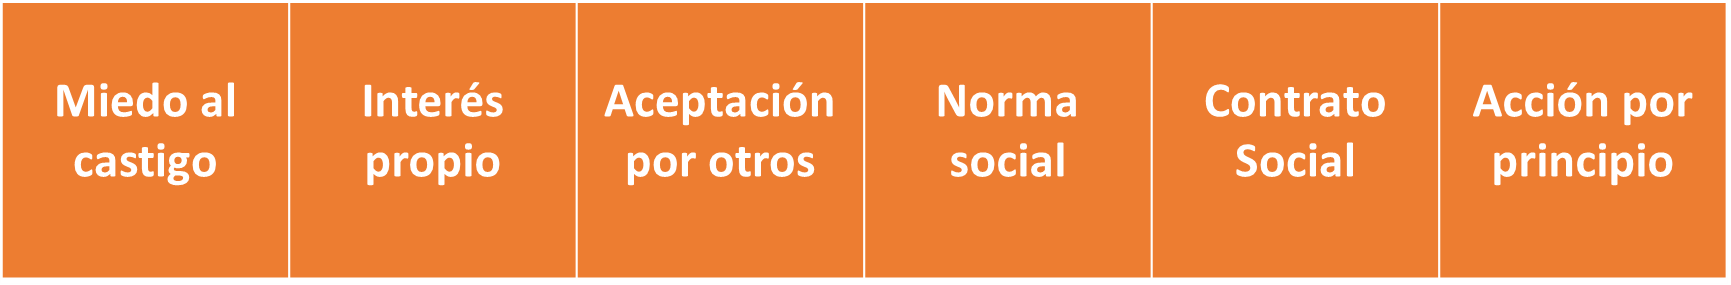 Miedo al
castigo
Interés
propio
Aceptación
por otros
Norma
social
Contrato
Social
Acción por
principio